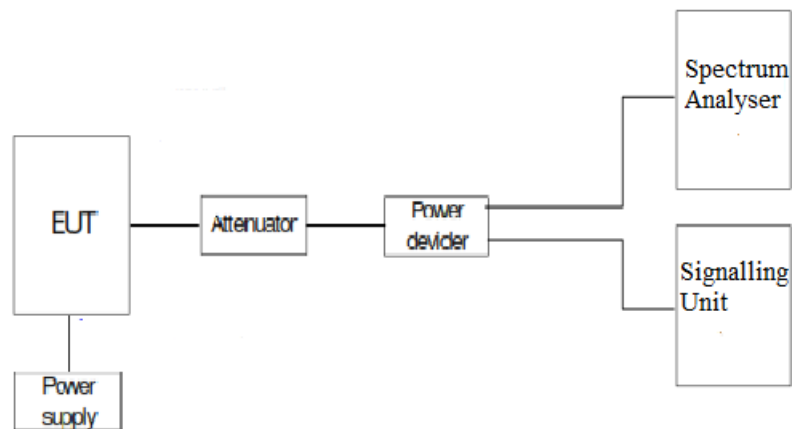 Spectrum
Analyser
EUT
Attenuator
Power
devider
Signalling
Unit
Power
supply